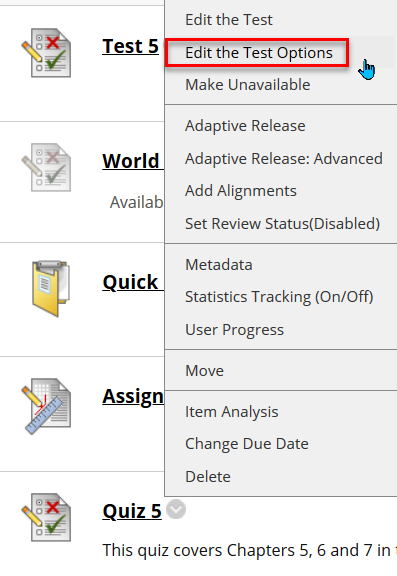 Test 5
World
Availab
Quick
Assign
Quiz 5
This quiz covers Chapters 5, 6 and 7 in
Edit the Test
Edit the Test Options
Make Unavailable
Adaptive Release
Adaptive Release: Advanced
Add Alignments
Set Review Status(Disabled)
Metadata
Statistics Tracking (On/Off)
User Progress
Move
Item Analysis
Change Due Date
Delete